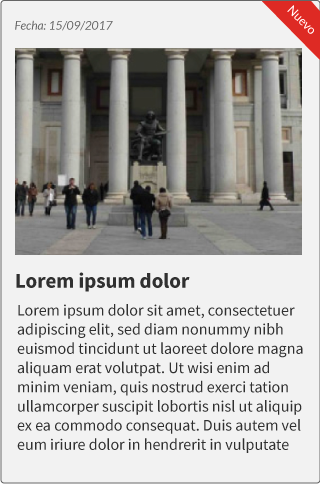 Nuevo
Fecha: 15/09/2017
Lorem ipsum dolor
Lorem ipsum dolor sit amet, consectetuer
adipiscing elit, sed diam nonummy nibh
euismod tincidunt ut laoreet dolore magna
aliquam erat volutpat. Ut wisi enim ad
minim veniam, quis nostrud exerci tation
ullamcorper suscipit lobortis nisl ut aliquip
ex ea commodo consequat. Duis autem vel
eum iriure dolor in hendrerit in vulputate